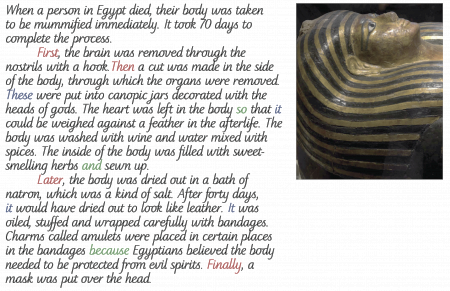 When a person in Egypt died, their body was taken
to be mummified immediately. It took 70 days to
complete the process.
First, the brain was removed through the
nostrils with a hook.Then a cut was made in the side
of the body, through which the organs were removed.
These were put into canopic jars decorated with the
heads of gods. The heart was left in the body so that it
could be weighed against a feather in the afterlife. The
body was washed with wine and water mixed with
spices. The inside of the body was filled with sweet-
smelling herbs and sewn up.
Later, the body was dried out in a bath of
natron, which was a kind of salt. After forty days,
it would have dried out to look like leather. It was
oiled, stuffed and wrapped carefully with bandages.
Charms called amulets were placed in certain places
in the bandages because Egyptians believed the body
needed to be protected from evil spirits. Finally, a
mask was put over the head.